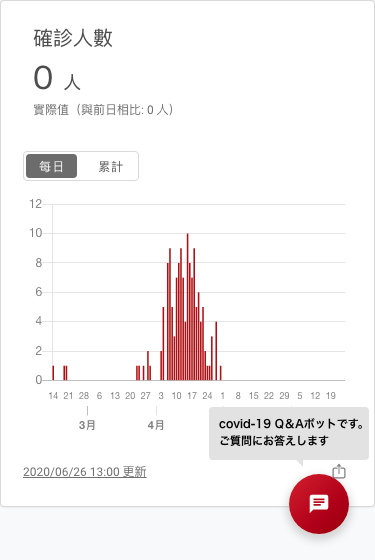 確診人數
0 人
實際值（與前日相比: 0 人）
每日 累計
12
10
8
6
4
2
0
14 21 28 6 13 20 27 3 10 17 24 1 8 15 22 29 5 12 19
3月 4月
covid-19 Q&Aボットです。
ご質問にお答えします
2020/06/26 13:00 更新